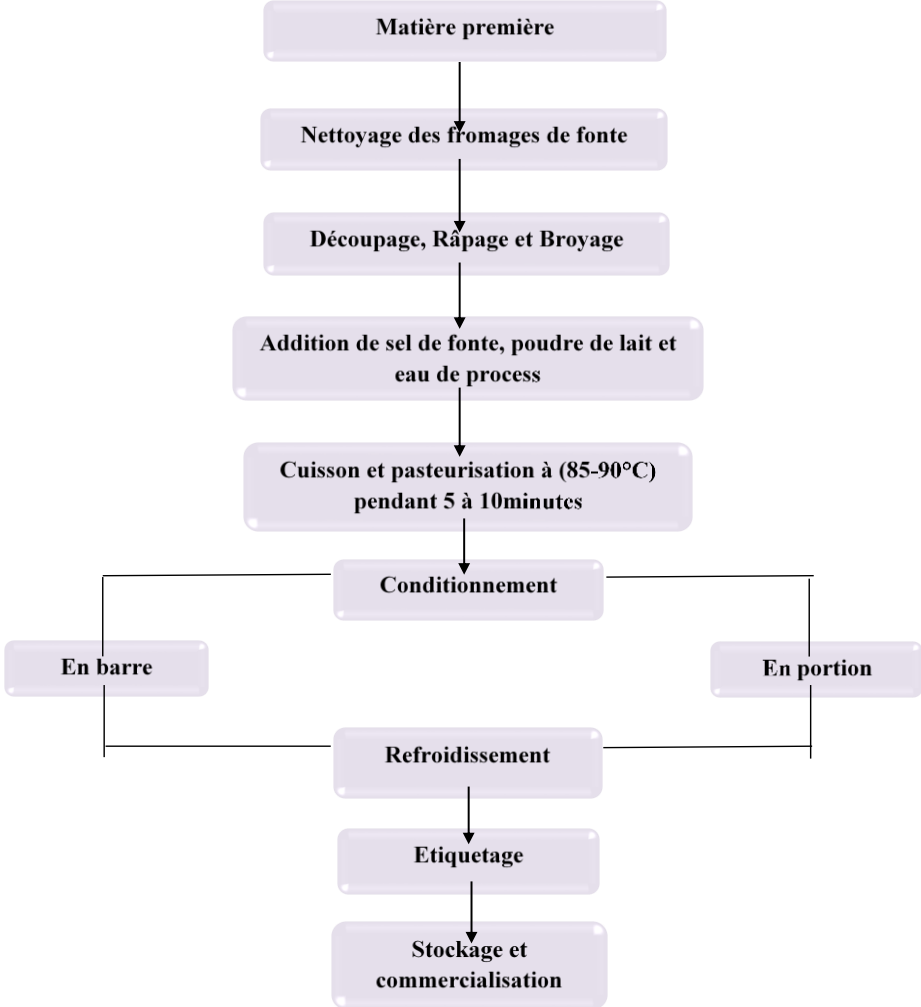 Matière première
Nettoyage des fromages de fonte
Découpage, Râpage et Broyage
Addition de sel de fonte, poudre de lait et
eau de process
Cuisson et pasteurisation à (85-90°C)
pendant 5 à 10minutes
Conditionnement
En barre
En portion
Refroidissement
Etiquetage
Stockage et
commercialisation